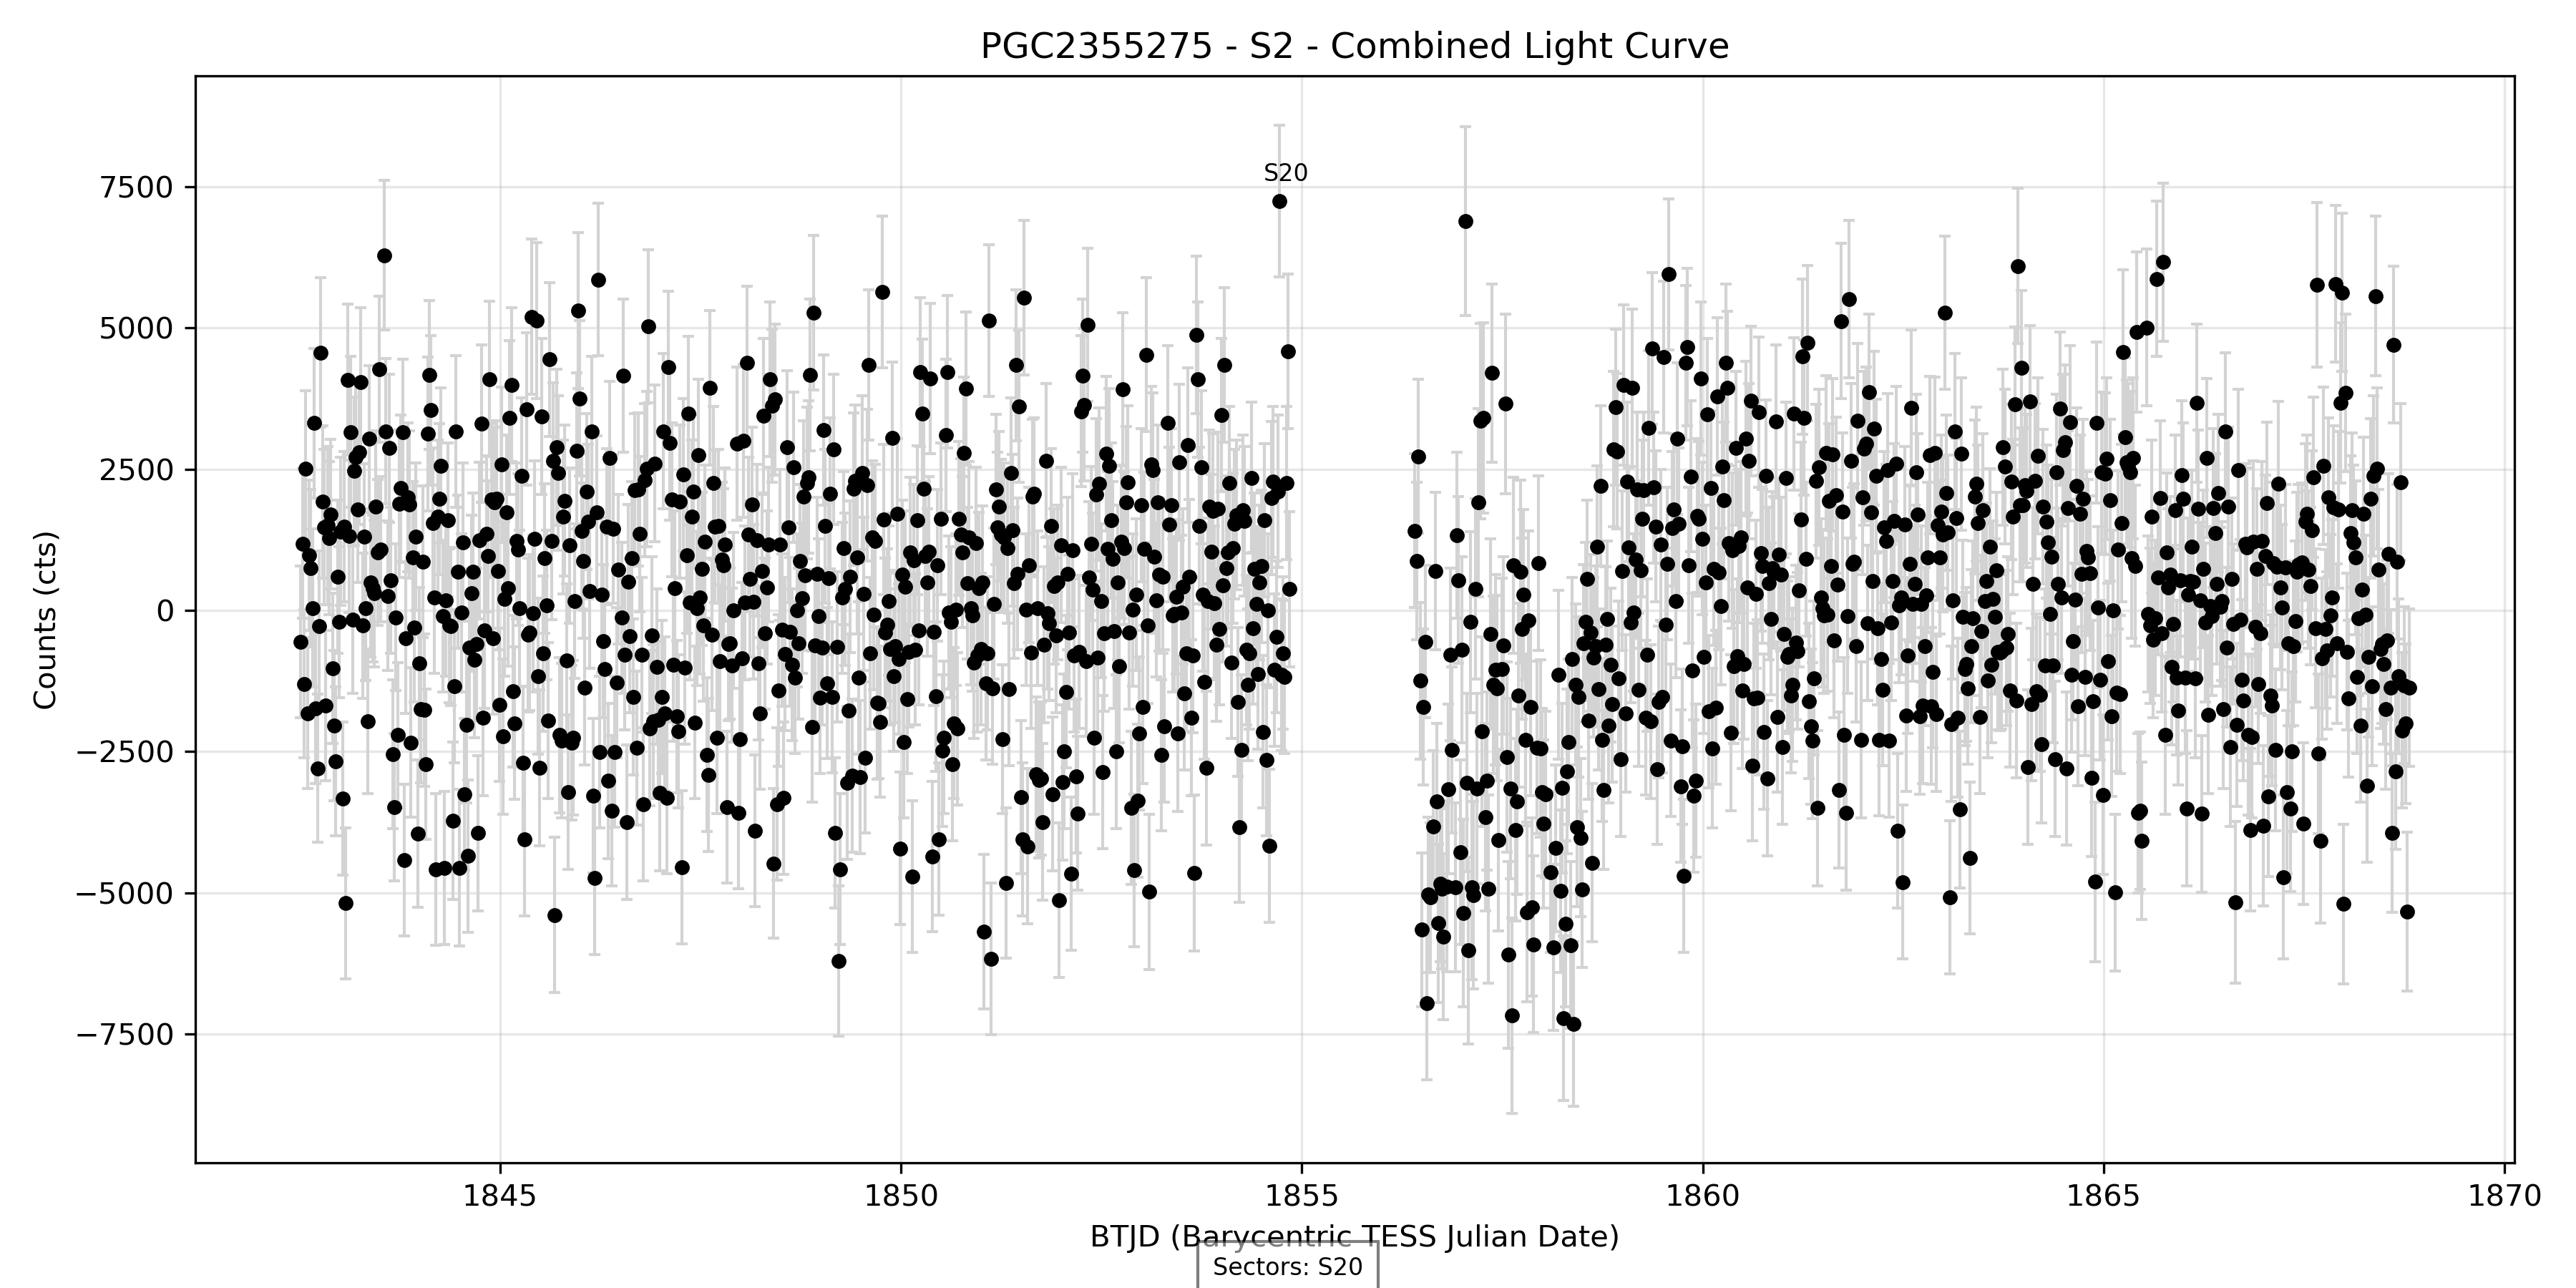 PGC2355275 - S2 - Combined Light Curve
S20
7500
5000
2500
0
−2500
−5000
−7500
Counts (cts)
1845
1850
1855
1860
1865
1870
BTJD (Barycentric TESS Julian Date)
Sectors: S20